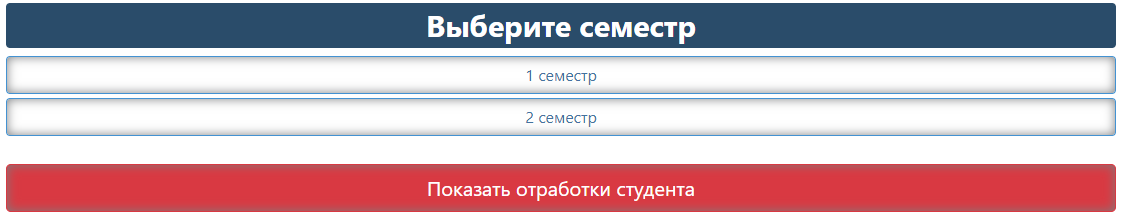 Выберите семестр
1 семестр
2 семестр
Показать отработки студента